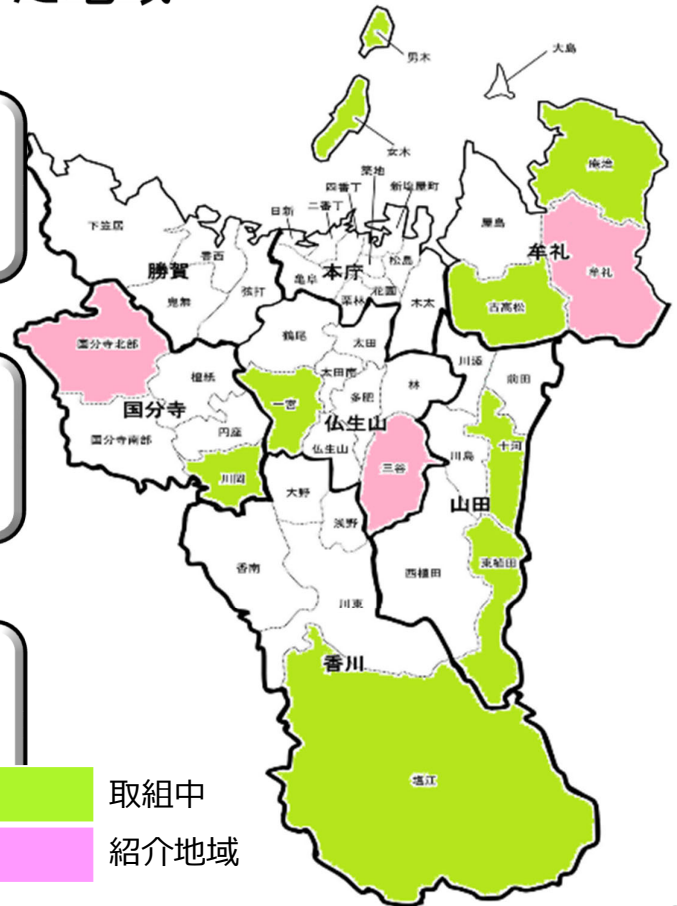 男木
大島
女木
庵治
築地
四番丁
新塩屋町
二番丁
日新
下笠居
香西
勝賀
鬼無
弦打
亀阜
本庁
松島
栗林
花園
木太
屋島
牟礼
牟礼
古高松
国分寺北部
鶴尾
太田
檀紙
太田南
林
川添
前田
国分寺
一宮
多肥
国分寺南部
円座
仏生山
仏生山
川島
十河
川岡
三谷
大野
山田
浅野
香南
西植田
東植田
川東
香川
塩江
取組中
紹介地域